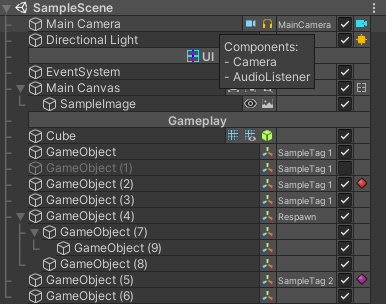 SampleScene
Main Camera MainCamera
Directional Light
Components:
- Camera
- AudioListener
UI
EventSystem
Main Canvas
SampleImage
Gameplay
Cube
GameObject SampleTag 1
GameObject (1) SampleTag 1
GameObject (2) SampleTag 1
GameObject (3) SampleTag 1
GameObject (4) Respawn
GameObject (7)
GameObject (9)
GameObject (8)
GameObject (5) SampleTag 2
GameObject (6)